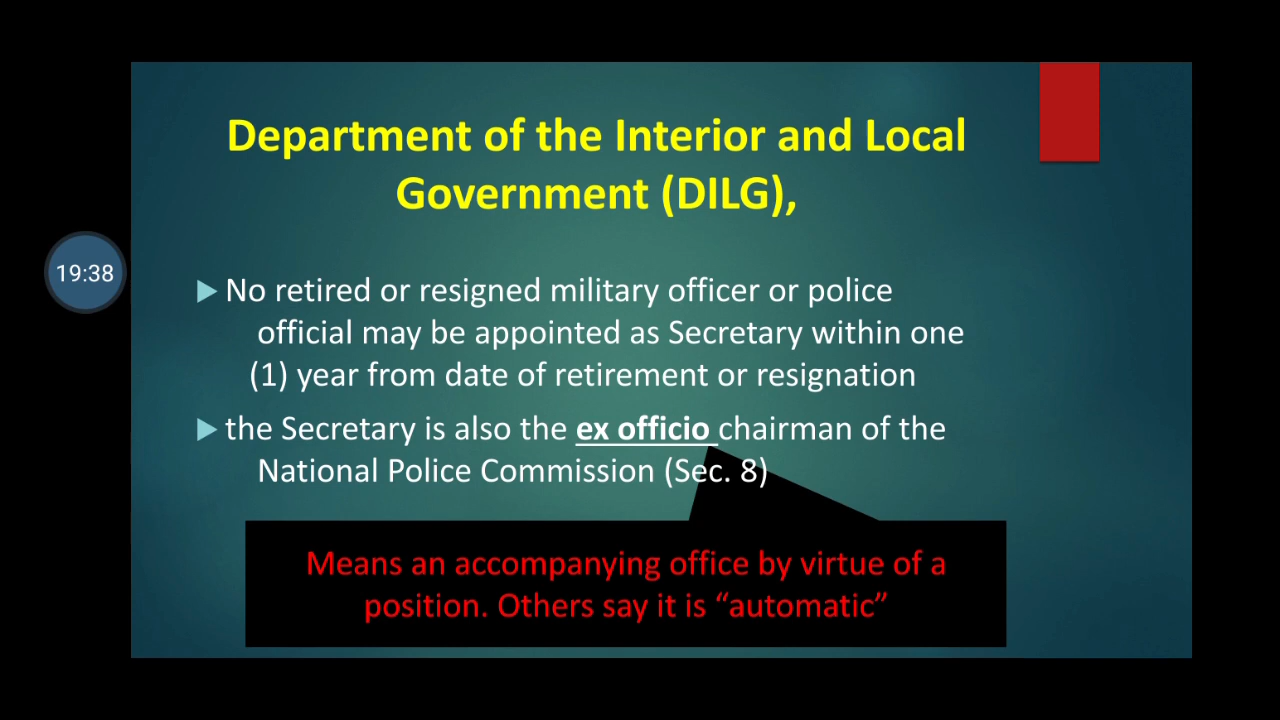 Department of the Interior and Local
Government (DILG),
19:38
No retired or resigned military officer or police
official may be appointed as Secretary within one
(1) year from date of retirement or resignation
the Secretary is also the ex officio chairman of the
National Police Commission (Sec. 8)
Means an accompanying office by virtue of a
position. Others say it is “automatic”